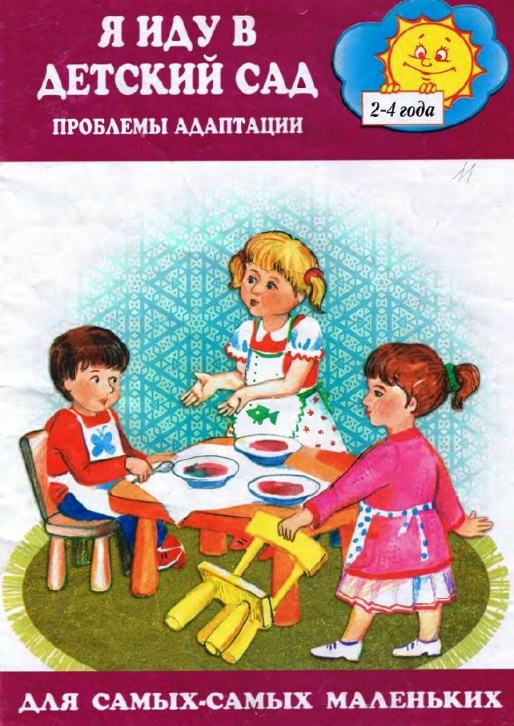 Я ИДУ В
ДЕТСКИЙ САД
ПРОБЛЕМЫ АДАПТАЦИИ
2-4 года
11
ДЛЯ САМЫХ-САМЫХ МАЛЕНЬКИХ